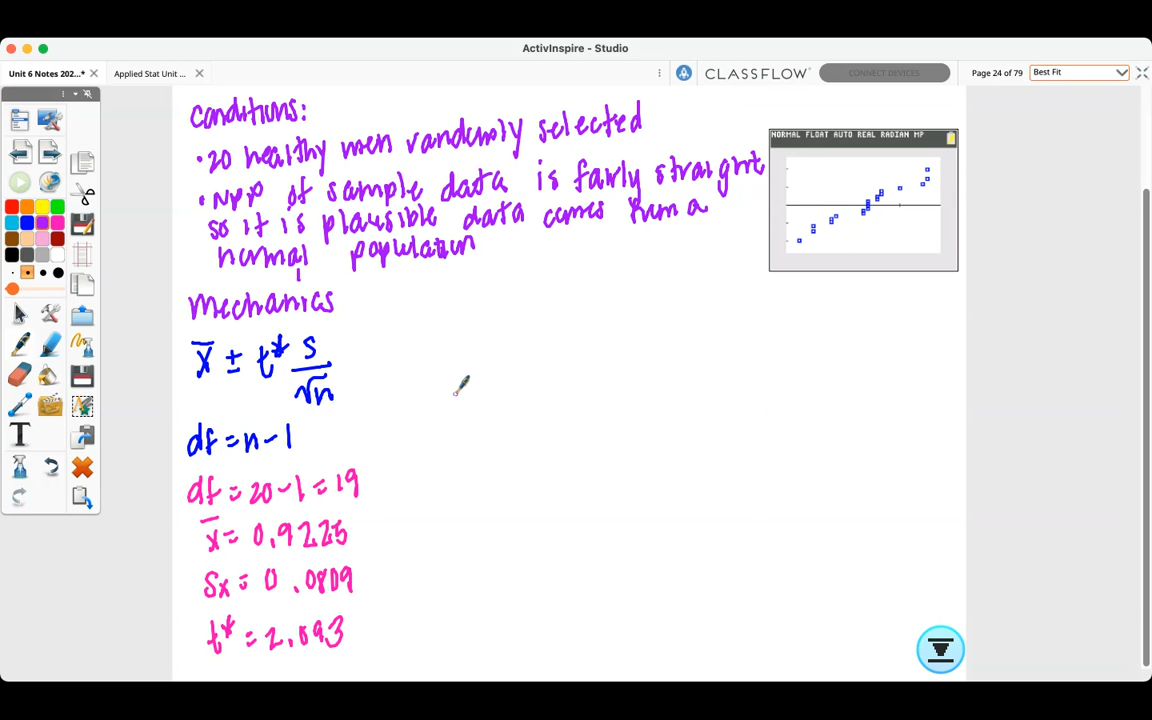 ActivInspire - Studio
Unit 6 Notes 202...*
Applied Stat Unit ...
CLASSFLOW
CONNECT DEVICES
Page 24 of 79
Best Fit
Conditions:
• 20 healthy men randomly selected
• NPP of sample data is fairly straight
so it is plausible data comes from a
normal population
NORMAL FLOAT AUTO REAL RADIAN MP
Mechanics
x̄ ± t* s/√n
df = n - 1
df = 20 - 1 = 19
x̄ = 0.9225
Sx = 0.0809
t* = 2.093